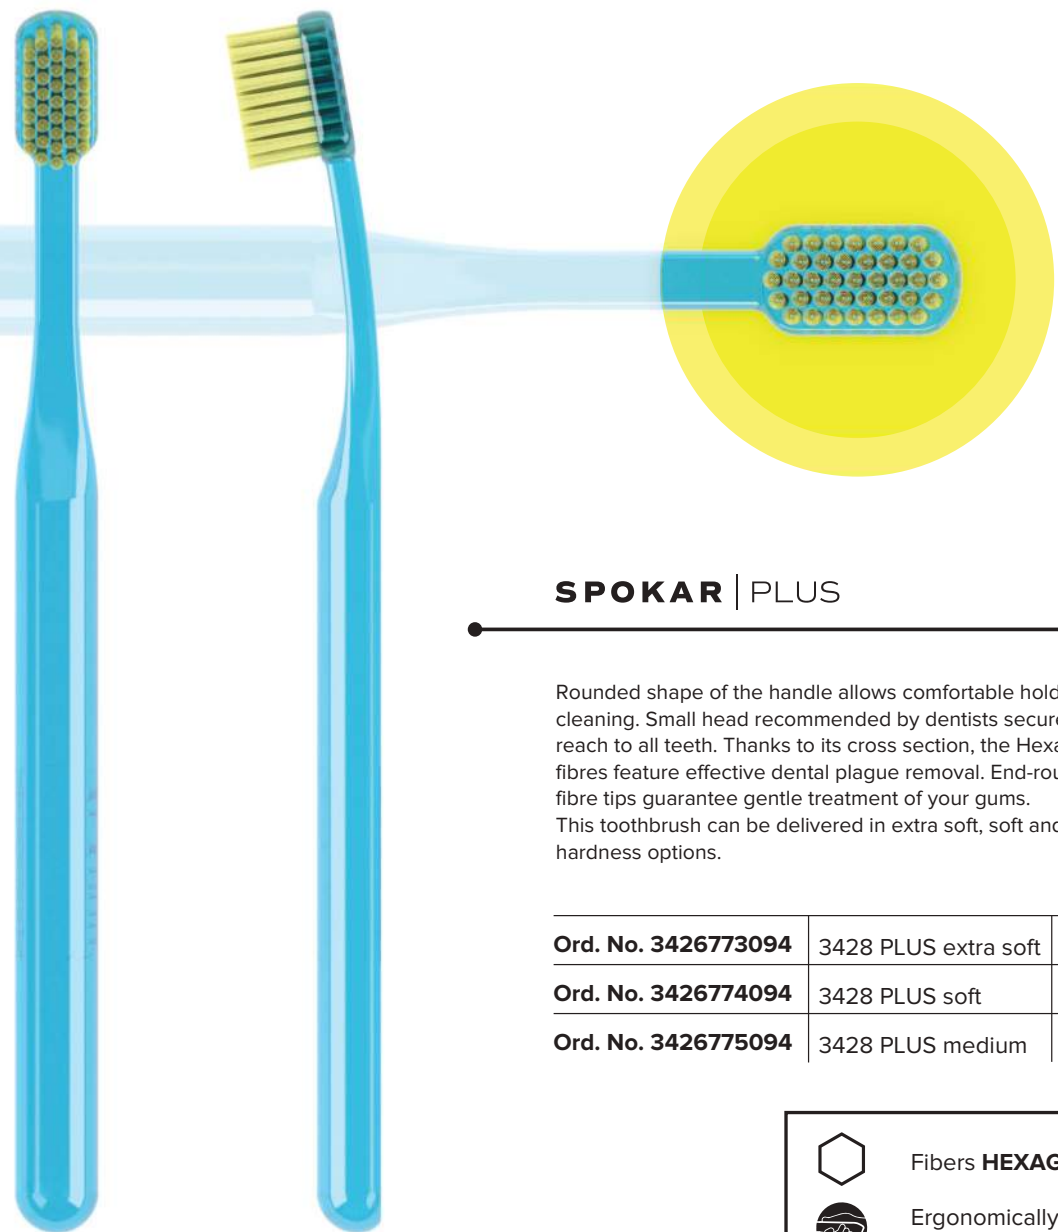 SPOKAR | PLUS
Rounded shape of the handle allows comfortable hold
cleaning. Small head recommended by dentists secure
reach to all teeth. Thanks to its cross section, the Hexa
fibres feature effective dental plaque removal. End-rou
fibre tips guarantee gentle treatment of your gums.
This toothbrush can be delivered in extra soft, soft and
hardness options.
Ord. No. 3426773094 3428 PLUS extra soft
Ord. No. 3426774094 3428 PLUS soft
Ord. No. 3426775094 3428 PLUS medium
Fibers HEXAG
Ergonomically